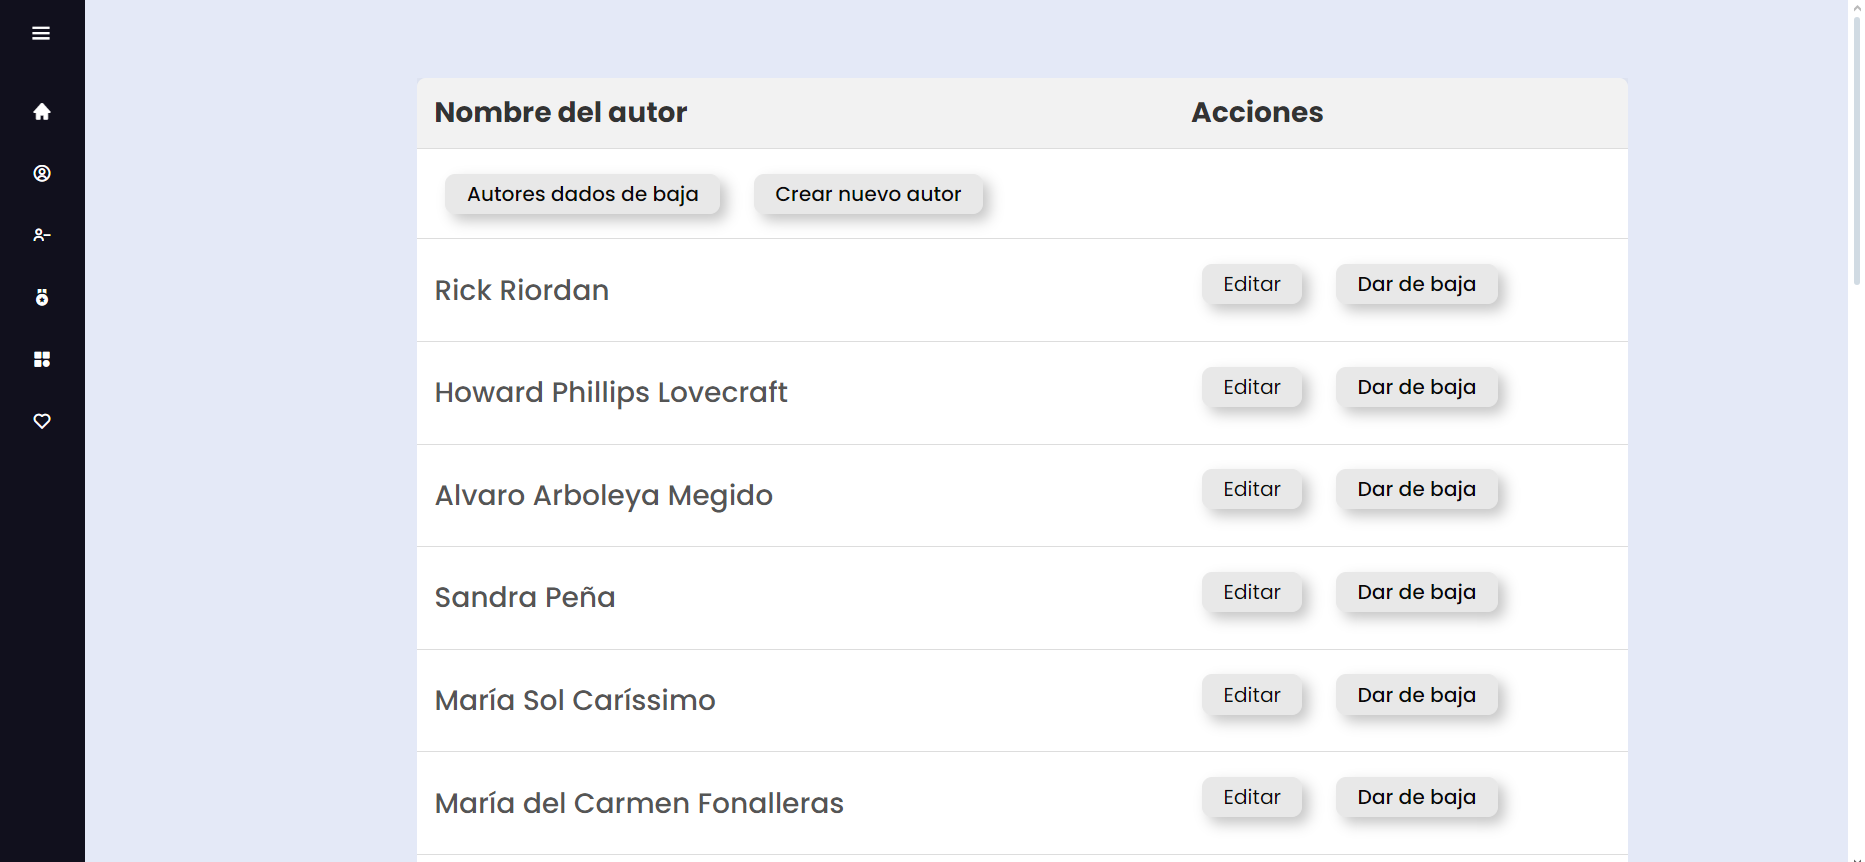 Nombre del autor Acciones
Autores dados de baja Crear nuevo autor
Rick Riordan Editar Dar de baja
Howard Phillips Lovecraft Editar Dar de baja
Alvaro Arboleya Megido Editar Dar de baja
Sandra Peña Editar Dar de baja
María Sol Caríssimo Editar Dar de baja
María del Carmen Fonalleras Editar Dar de baja